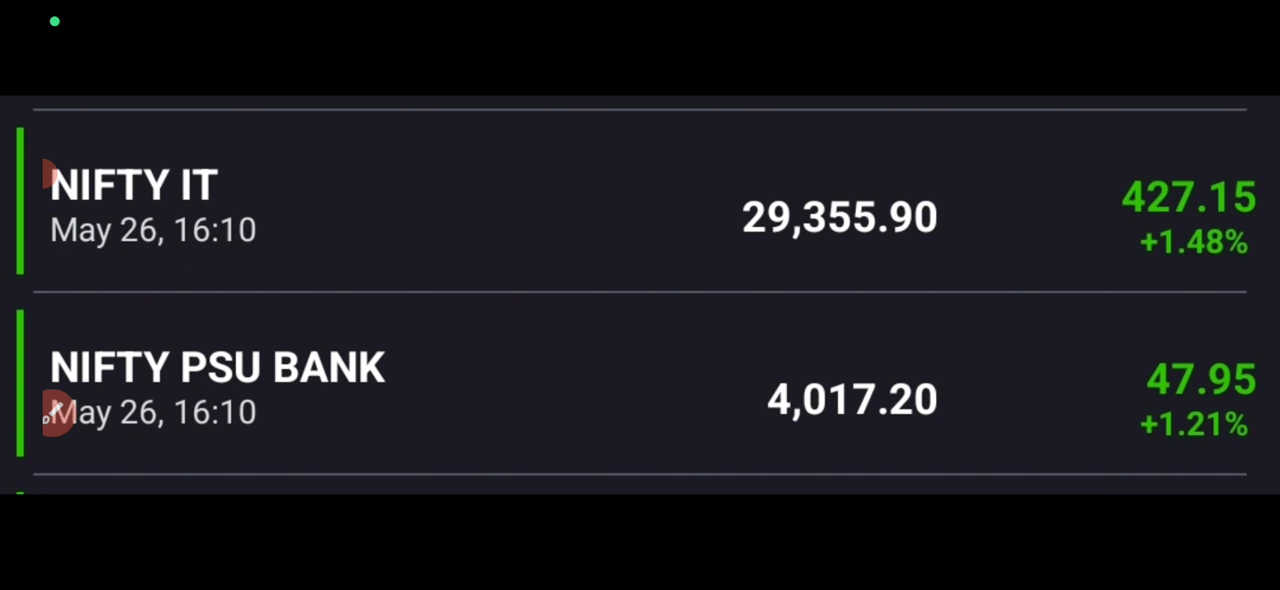 NIFTY IT
May 26, 16:10
29,355.90
427.15
+1.48%
NIFTY PSU BANK
May 26, 16:10
4,017.20
47.95
+1.21%